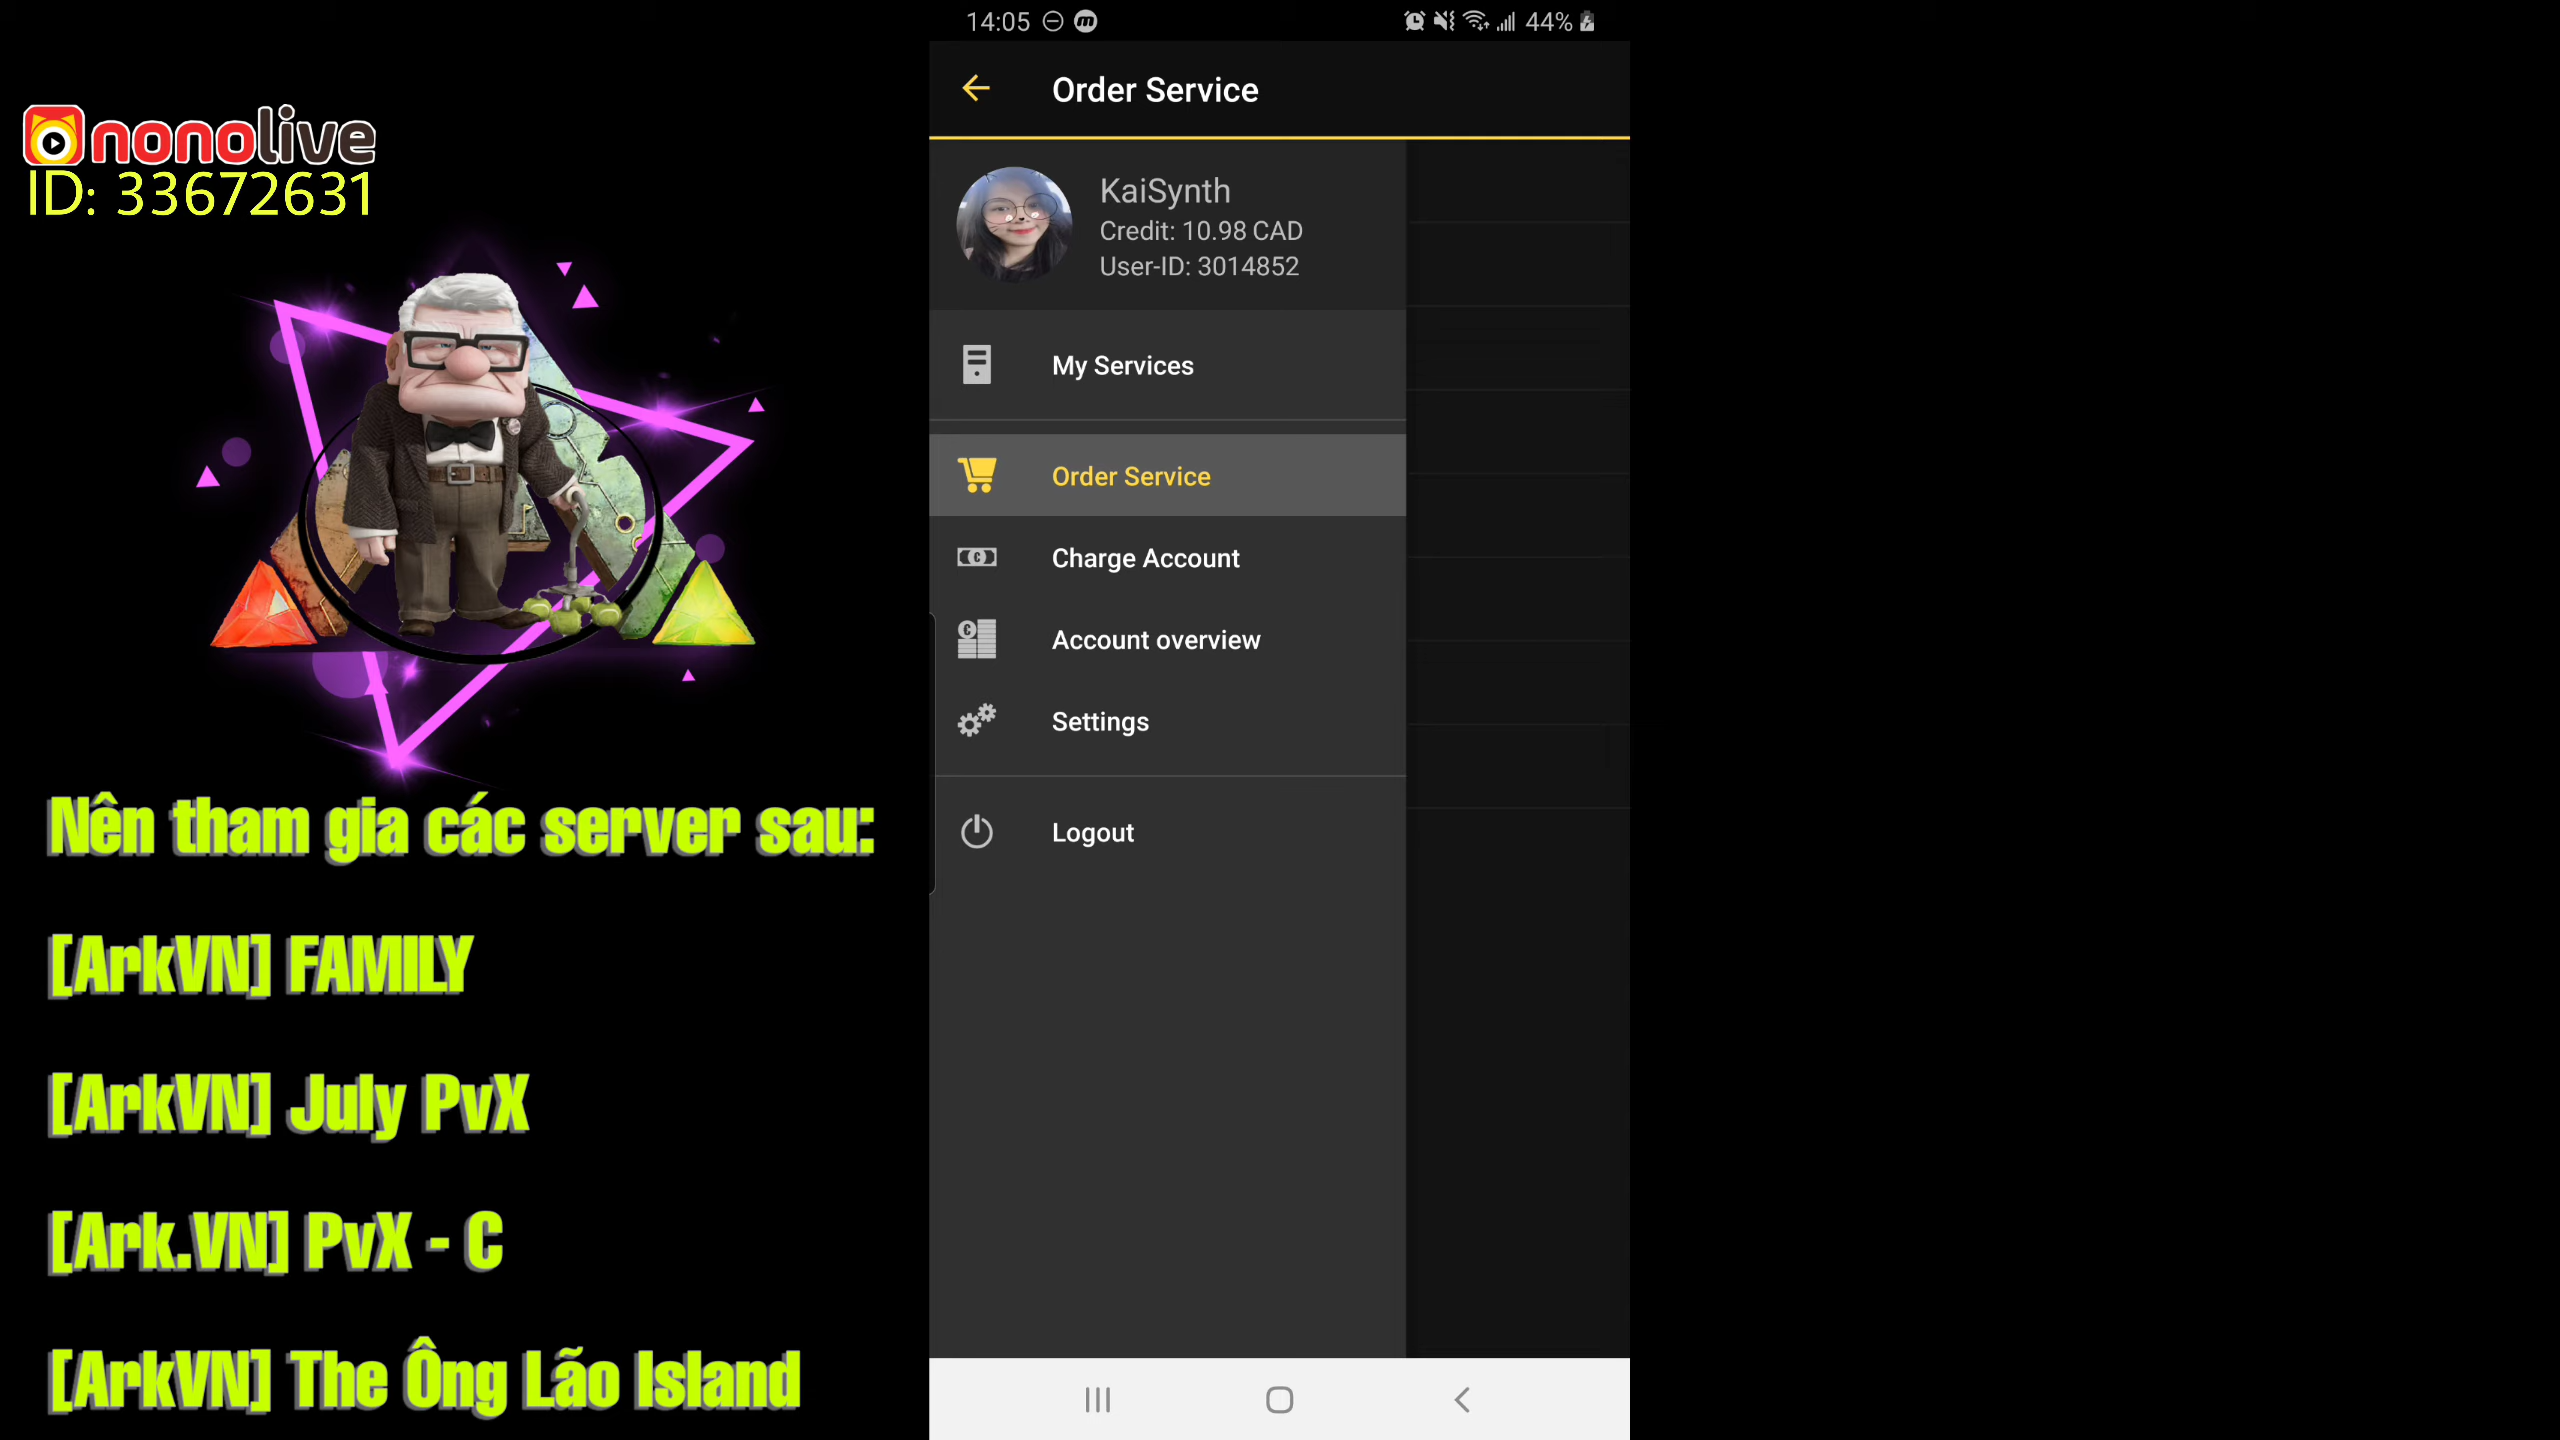 nonolive
ID: 33672631
Nên tham gia các server sau:
[ArkVN] FAMILY
[ArkVN] July PvX
[Ark.VN] PvX - C
[ArkVN] The Ông Lão Island
14:05
44%
Order Service
KaiSynth
Credit: 10.98 CAD
User-ID: 3014852
My Services
Order Service
Charge Account
Account overview
Settings
Logout